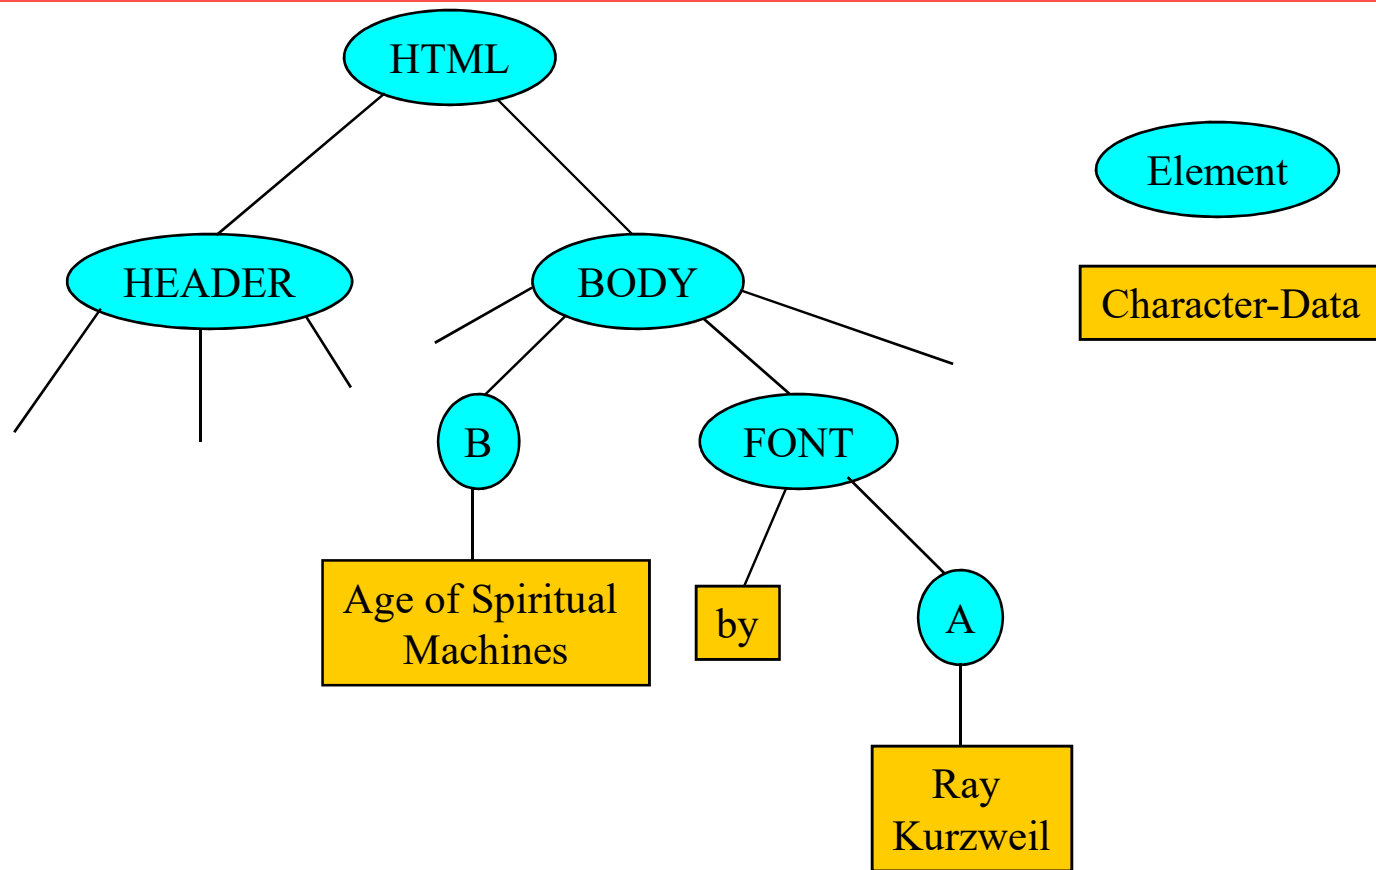 HTML
Element
HEADER
BODY
Character-Data
B
FONT
Age of Spiritual
Machines
by
A
Ray
Kurzweil